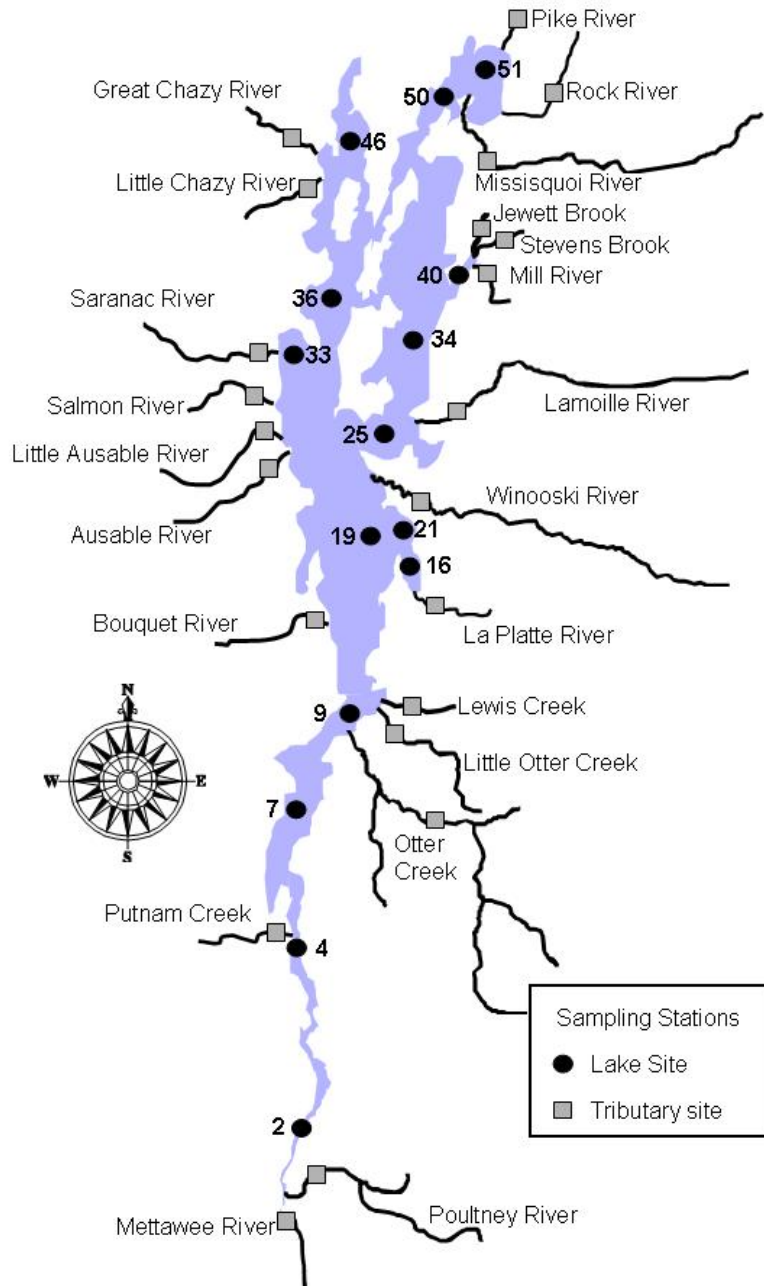 Pike River
51
50
Rock River
Great Chazy River
46
Little Chazy River
Missisquoi River
Jewett Brook
Stevens Brook
40
Mill River
36
Saranac River
34
33
Salmon River
Lamoille River
25
Little Ausable River
Winooski River
Ausable River
19
21
16
Bouquet River
La Platte River
N
W
E
S
9
Lewis Creek
Little Otter Creek
7
Otter
Creek
Putnam Creek
4
Sampling Stations
Lake Site
Tributary site
2
Mettawee River
Poultney River